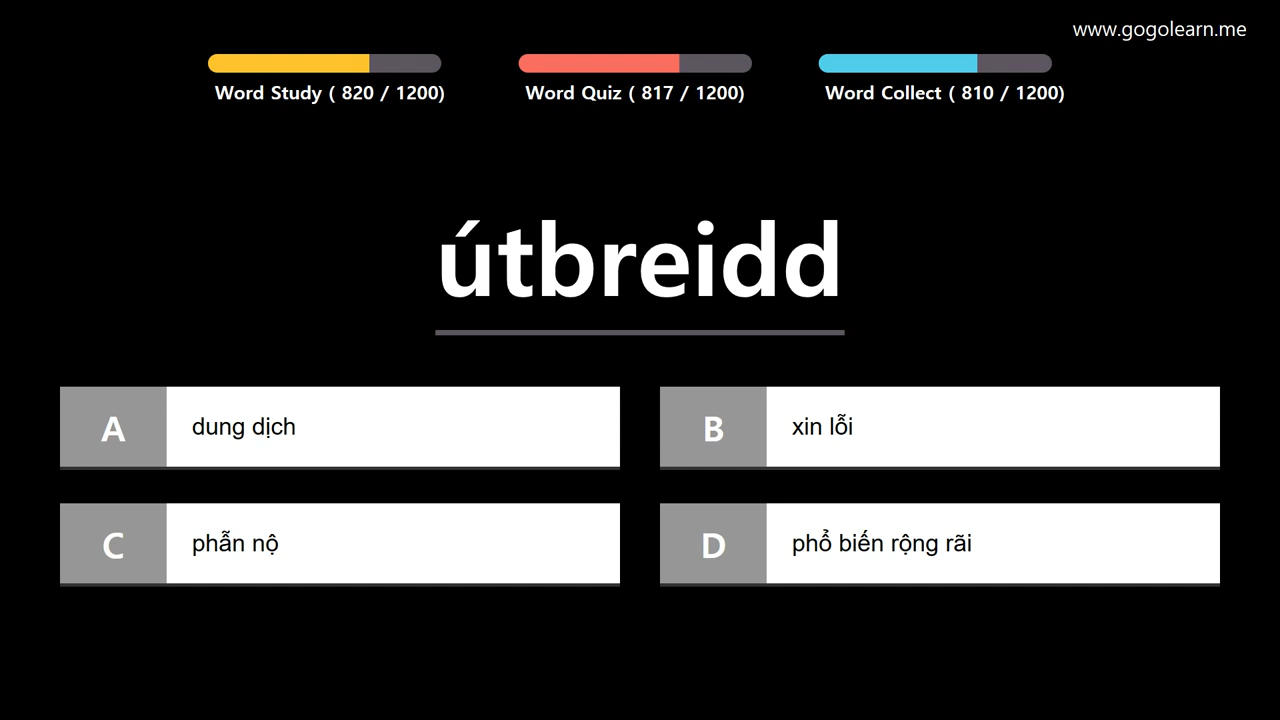 www.gogolearn.me
Word Study ( 820 / 1200)
Word Quiz ( 817 / 1200)
Word Collect ( 810 / 1200)
útbreidd
A dung dịch
B xin lỗi
C phẫn nộ
D phổ biến rộng rãi